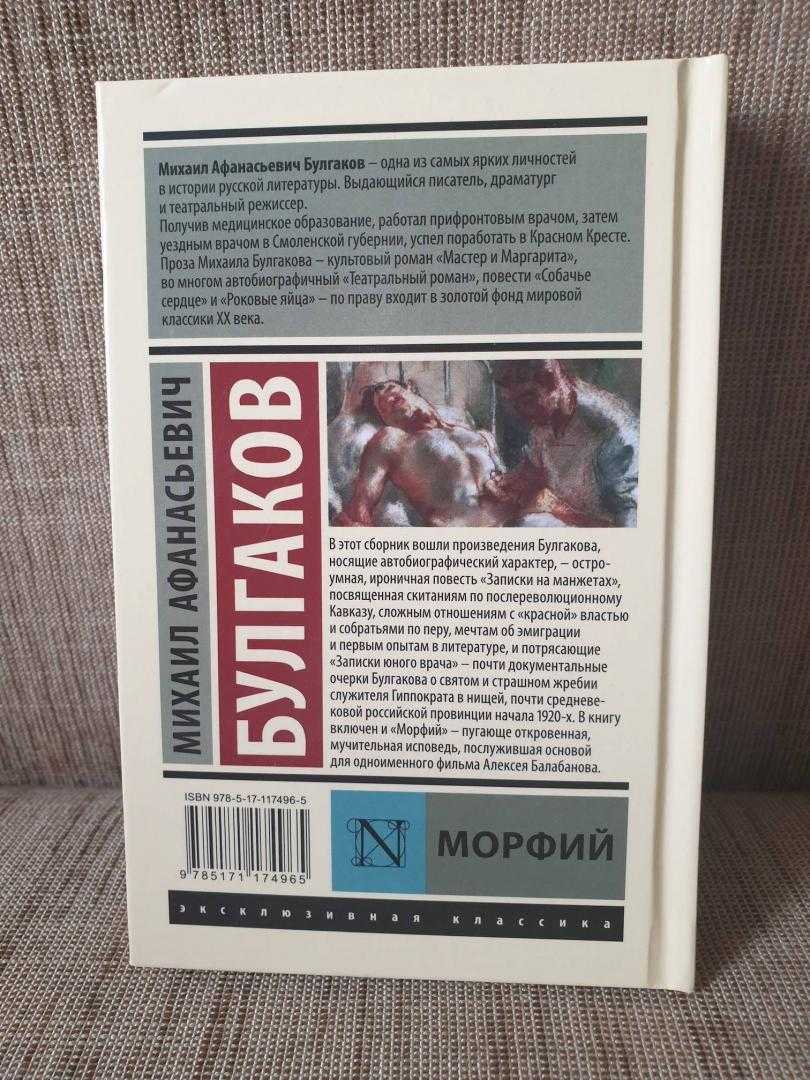 Михаил Афанасьевич Булгаков – одна из самых ярких личностей
в истории русской литературы. Выдающийся писатель, драматург
и театральный режиссер.
Получив медицинское образование, работал прифронтовым врачом, затем
уездным врачом в Смоленской губернии, успел поработать в Красном Кресте.
Проза Михаила Булгакова – культовый роман «Мастер и Маргарита»,
во многом автобиографичный «Театральный роман», повести «Собачье
сердце» и «Роковые яйца» – по праву входит в золотой фонд мировой
классики XX века.
МИХАИЛ АФАНАСЬЕВИЧ
БУЛГАКОВ
В этот сборник вошли произведения Булгакова,
носящие автобиографический характер, – остро-
умная, ироничная повесть «Записки на манжетах»,
посвященная скитаниям по послереволюционному
Кавказу, сложным отношениям с «красной» властью
и собратьями по перу, мечтам об эмиграции
и первым опытам в литературе, и потрясающие
«Записки юного врача» – почти документальные
очерки Булгакова о святом и страшном жребии
служителя Гиппократа в нищей, почти средневе-
ковой российской провинции начала 1920-х. В книгу
включен и «Морфий» – пугающе откровенная,
мучительная исповедь, послужившая основой
для одноименного фильма Алексея Балабанова.
ISBN 978-5-17-117496-5
9 785171 174965
N
МОРФИЙ
эксклюзивная классика